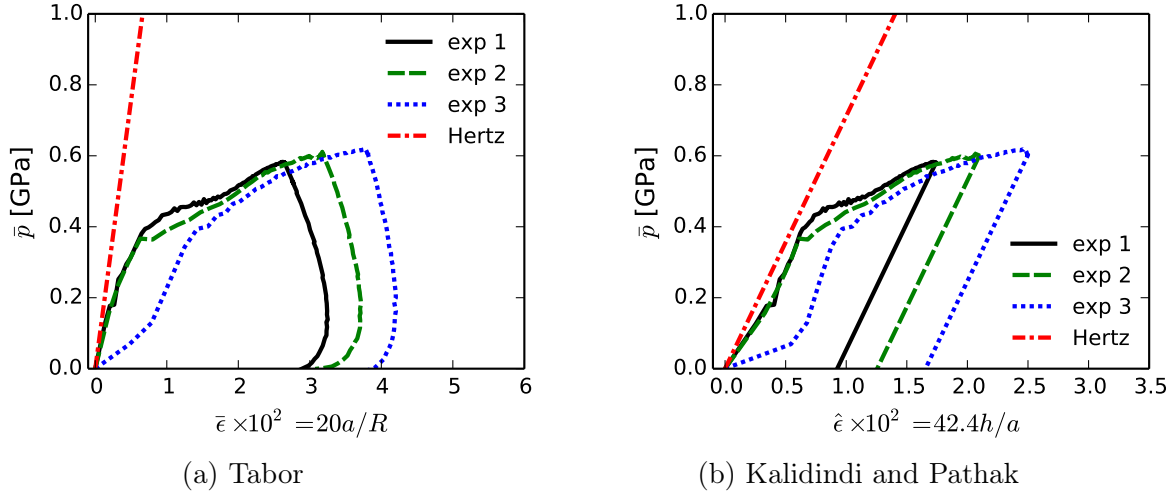 1.0
0.8
0.6
0.4
0.2
0.0
p̄ [GPa]
exp 1
exp 2
exp 3
Hertz
0 1 2 3 4 5 6
ϵ̄ ×10² = 20a/R
(a) Tabor
1.0
0.8
0.6
0.4
0.2
0.0
p̄ [GPa]
exp 1
exp 2
exp 3
Hertz
0.0 0.5 1.0 1.5 2.0 2.5 3.0 3.5
ϵ̂ ×10² = 42.4h/a
(b) Kalidindi and Pathak